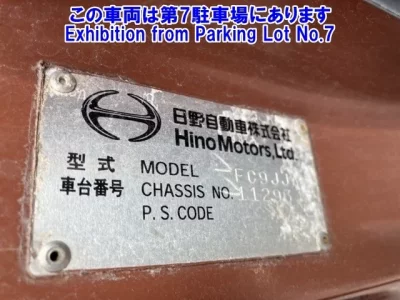 この車両は第7駐車場にあります
Exhibition from Parking Lot No.7
日野自動車株式会社
Hino Motors, Ltd.
型式 MODEL FC9JJ
車台番号 CHASSIS NO. 11296
P.S. CODE